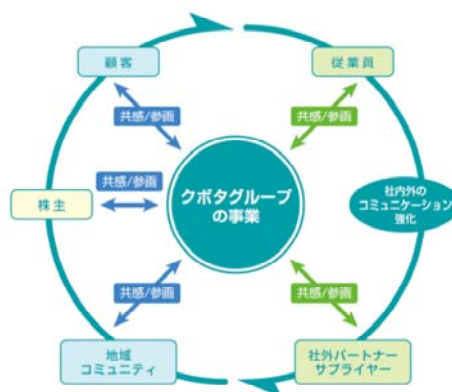 顧客
従業員
共感/参画
共感/参画
共感/参画
クボタグループ
の事業
株主
社内外の
コミュニケーション
強化
共感/参画
共感/参画
地域
コミュニティ
社外パートナー
サプライヤー